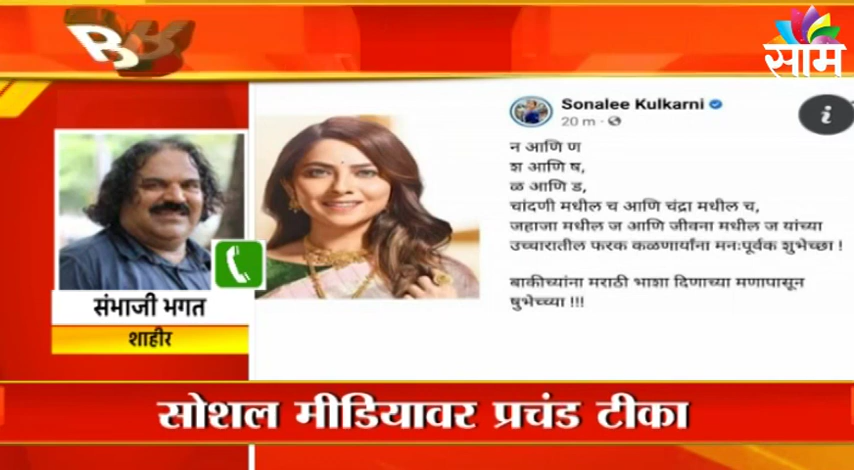 साम
Sonalee Kulkarni
20 m
न आणि ण
श आणि ष,
ळ आणि ड,
चांदणी मधील च आणि चंद्रा मधील च,
जहाजा मधील ज आणि जीवना मधील ज यांच्या
उच्चारातील फरक कळणार्यांना मनःपूर्वक शुभेच्छा !
बाकीच्यांना मराठी भाशा दिणाच्या मणापासून
षुभेच्च्या !!!
संभाजी भगत
शाहीर
सोशल मीडियावर प्रचंड टीका